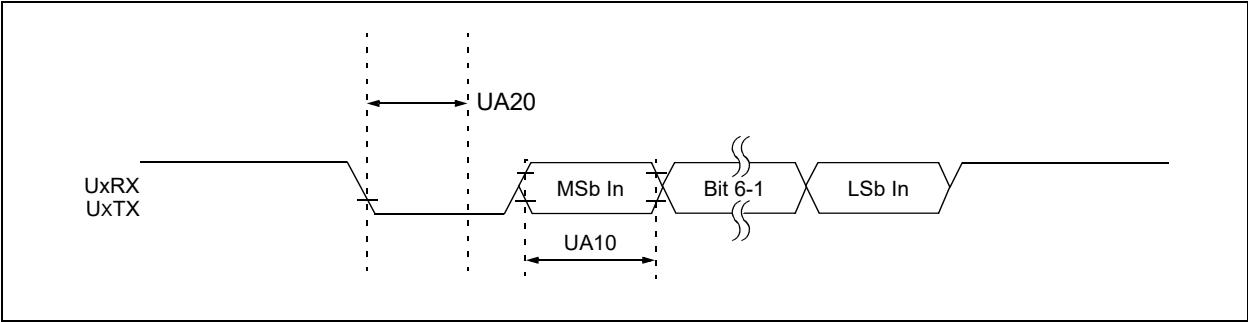 UA20
UxRX
UxTX
MSb In
Bit 6-1
LSb In
UA10